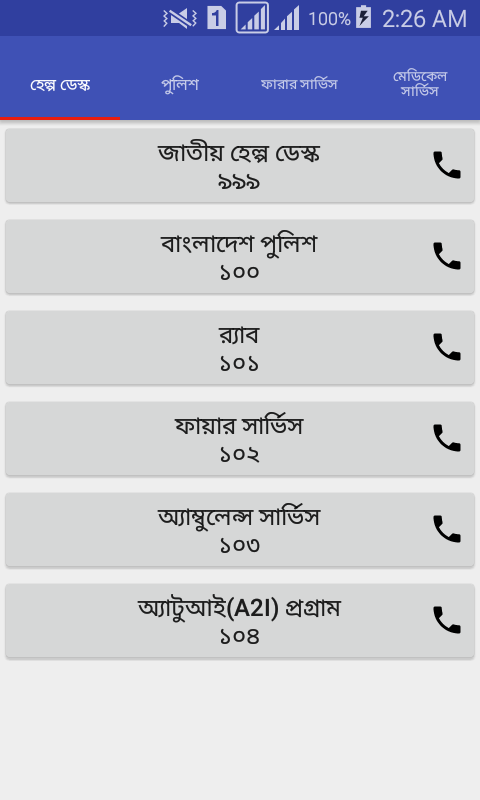 1 100% 2:26 AM
হেল্প ডেস্ক পুলিশ ফারার সার্ভিস মেডিকেল
সার্ভিস
জাতীয় হেল্প ডেস্ক
৯৯৯
বাংলাদেশ পুলিশ
১০০
র‍্যাব
১০১
ফায়ার সার্ভিস
১০২
অ্যাম্বুলেন্স সার্ভিস
১০৩
অ্যাটুআই(A2I) প্রগ্রাম
১০৪